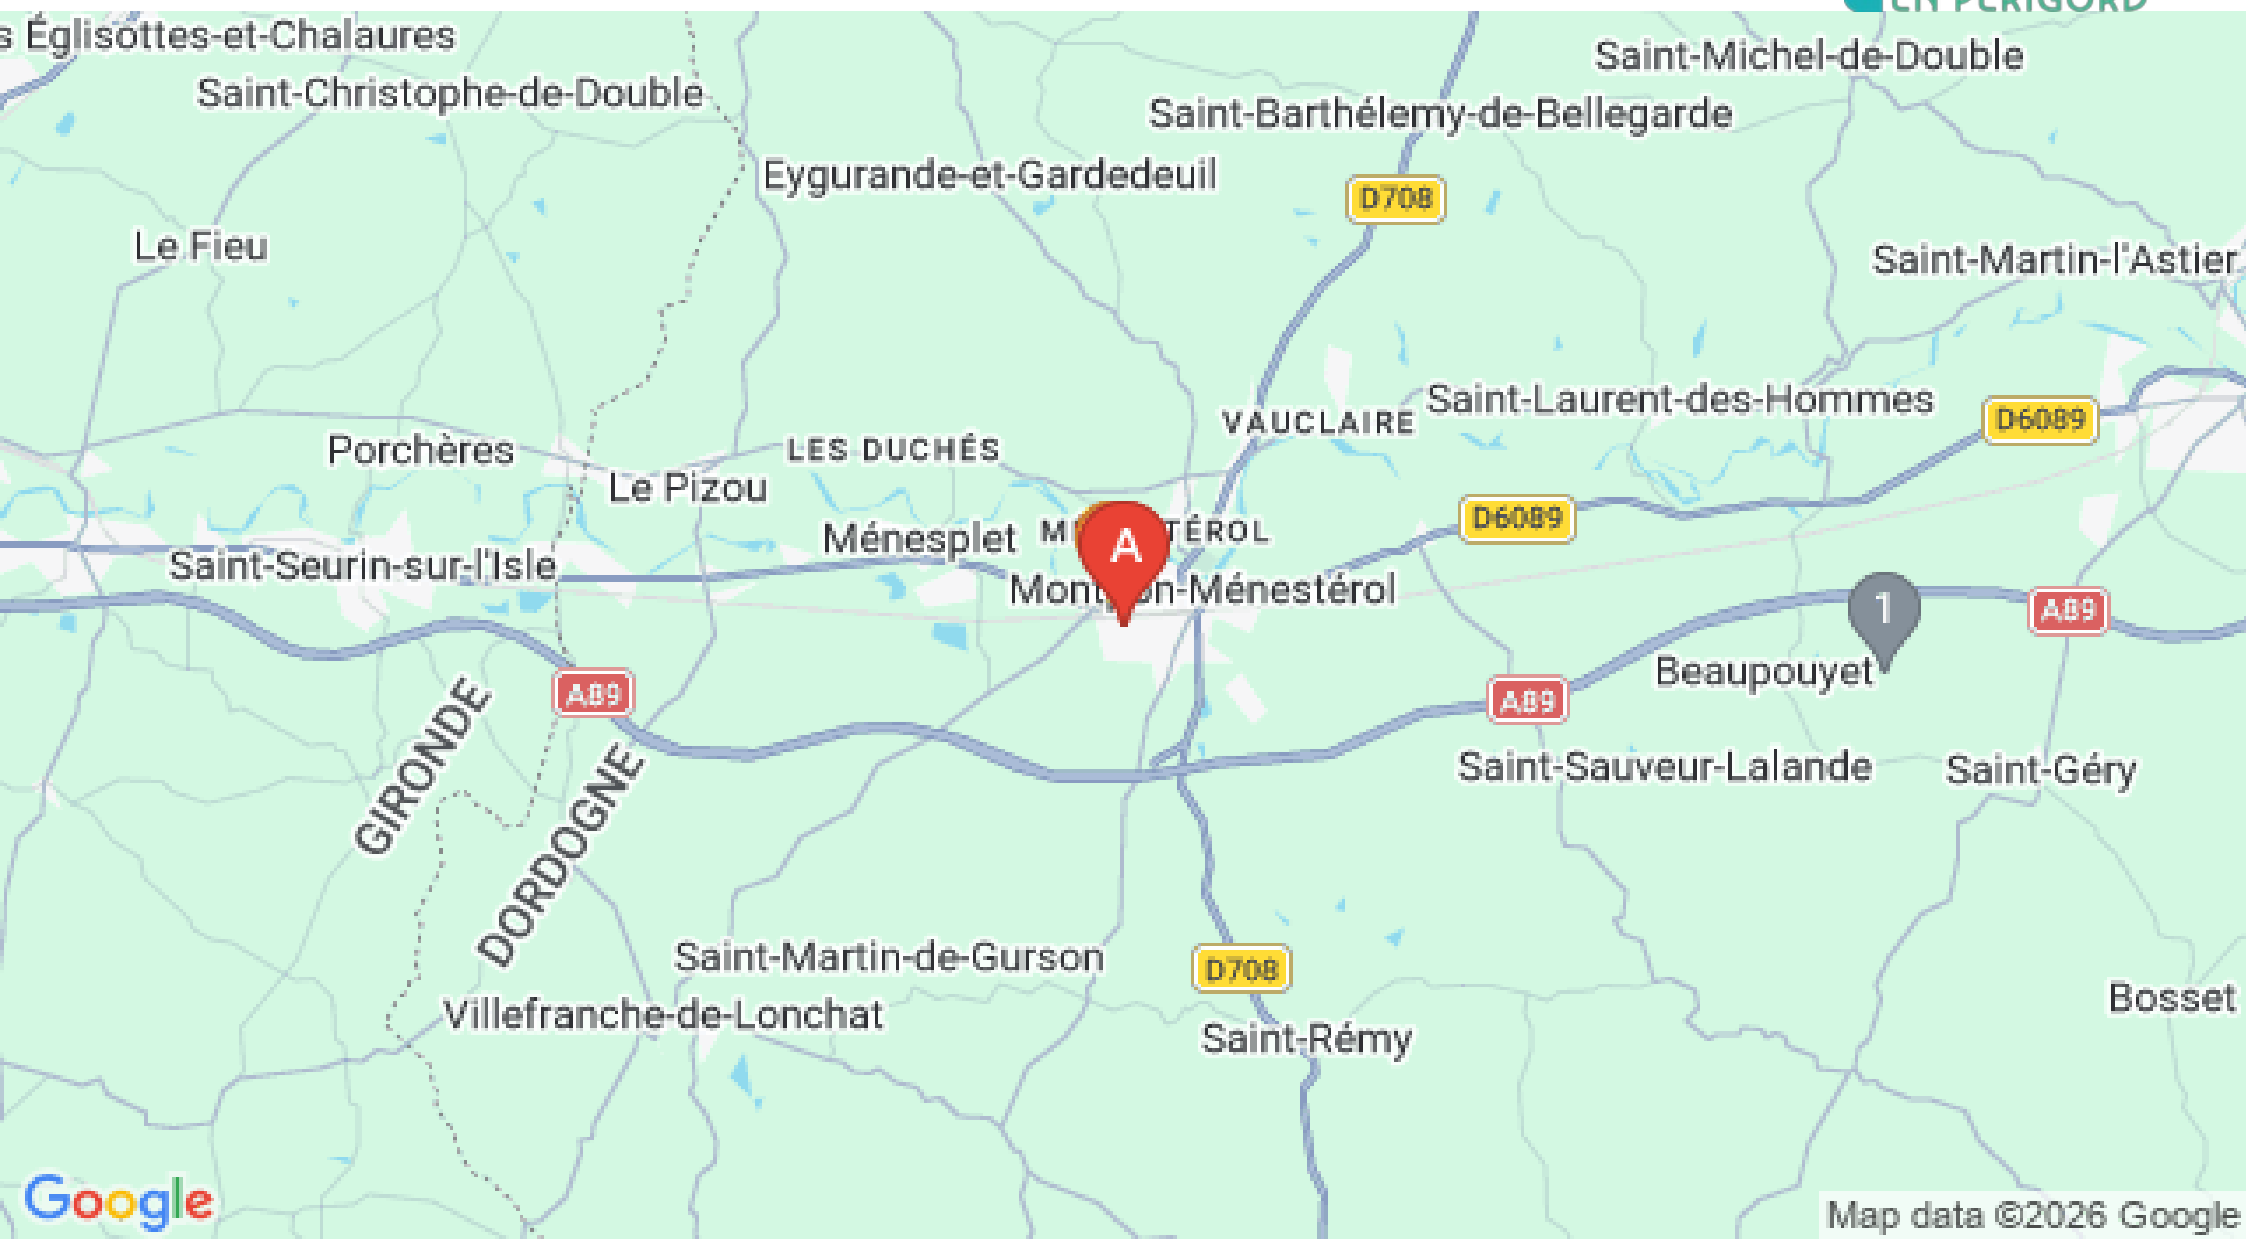 EN PÉRIGORD
s Églisottes-et-Chalaures
Saint-Michel-de-Double
Saint-Christophe-de-Double
Saint-Barthélemy-de-Bellegarde
Eygurande-et-Gardedeuil
D708
Le Fieu
Saint-Martin-l'Astier
Saint-Laurent-des-Hommes
VAUCLAIRE
D6089
Porchères
LES DUCHÉS
Le Pizou
D6089
Ménesplet
M TÉROL
A
Saint-Seurin-sur-l'Isle
Mont on-Ménestérol
1
A89
A89
A89
Beaupouyet
GIRONDE
DORDOGNE
Saint-Sauveur-Lalande
Saint-Géry
Saint-Martin-de-Gurson
D708
Bosset
Villefranche-de-Lonchat
Saint-Rémy
Google
Map data ©2026 Google